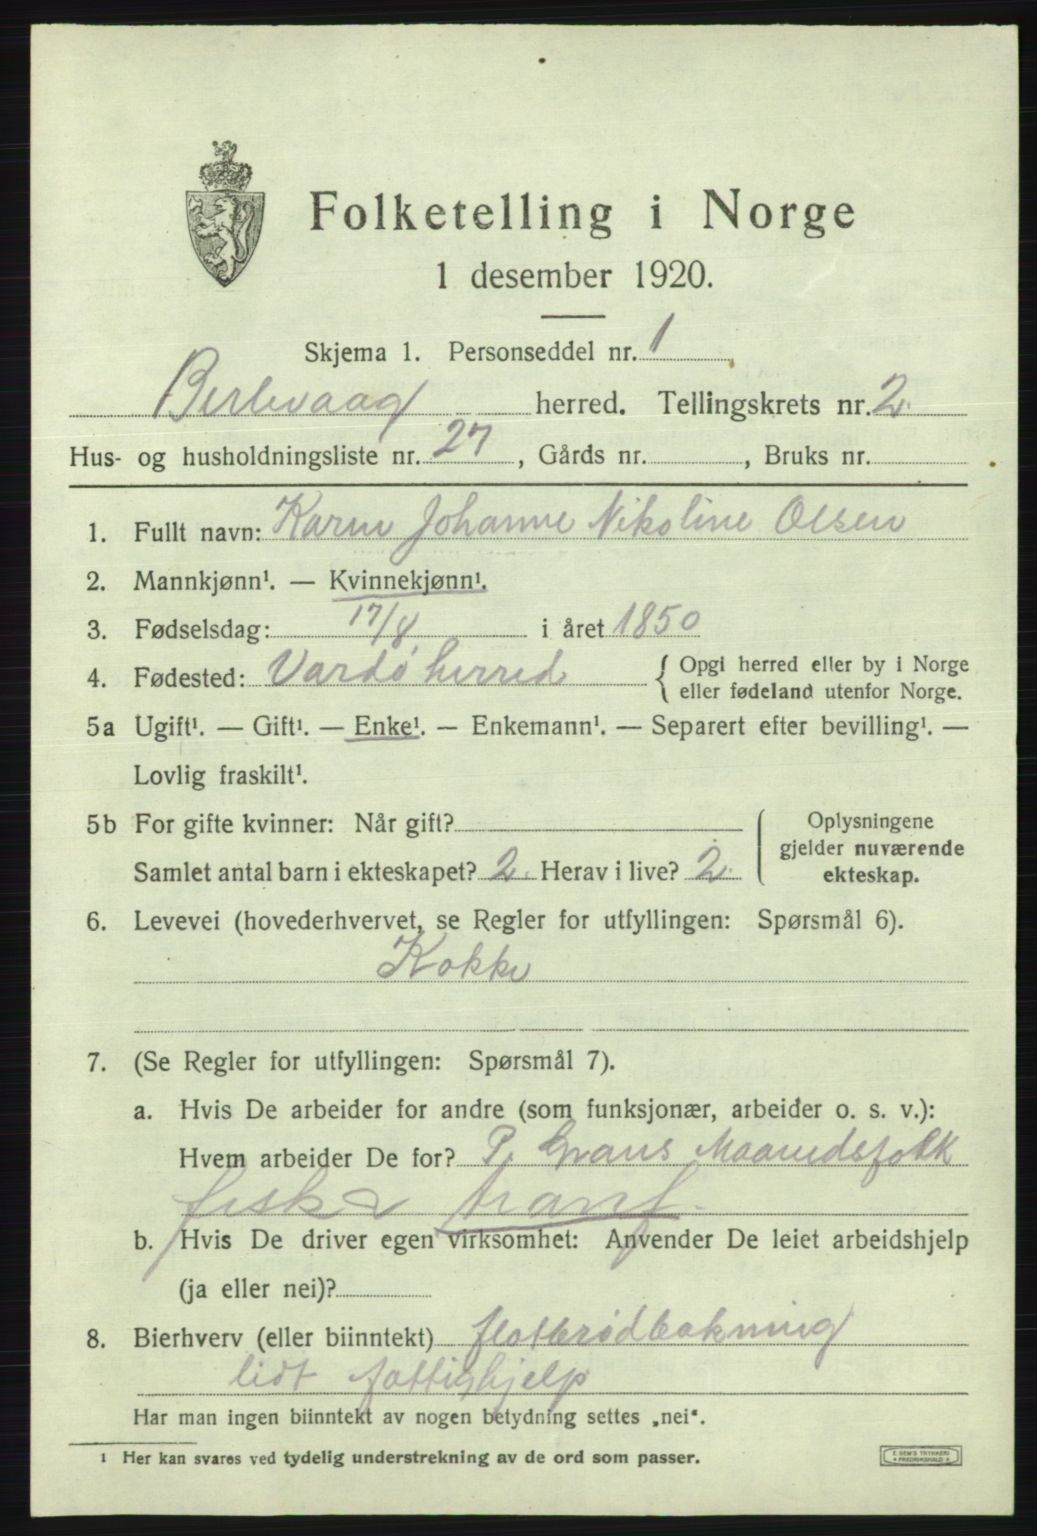 Folketelling i Norge
1 desember 1920.
Skjema 1. Personseddel nr. 1
Berlevaag herred. Tellingskrets nr. 2.
Hus- og husholdningsliste nr. 27, Gårds nr. , Bruks nr.
1. Fullt navn: Karen Johanne Nikoline Olsen
2. Mannkjønn¹. — Kvinnekjønn¹.
3. Fødselsdag: 17/8 i året 1850
4. Fødested: Vardø herred { Opgi herred eller by i Norge
eller fødeland utenfor Norge.
5a Ugift¹. — Gift¹. — Enke¹. — Enkemann¹. — Separert efter bevilling¹. —
Lovlig fraskilt¹.
5b For gifte kvinner: Når gift?
Samlet antal barn i ekteskapet? 2. Herav i live? 2.
Oplysningene
gjelder nuværende
ekteskap.
6. Levevei (hovederhvervet, se Regler for utfyllingen: Spørsmål 6).
Kokke
7. (Se Regler for utfyllingen: Spørsmål 7).
a. Hvis De arbeider for andre (som funksjonær, arbeider o. s. v.):
Hvem arbeider De for? P.
fisk
b. Hvis De driver egen virksomhet: Anvender De leiet arbeidshjelp
(ja eller nei)?
8. Bierhverv (eller biinntekt) flatbrødbakning
lidt fattighjelp
Har man ingen biinntekt av nogen betydning settes „nei“.
¹ Her kan svares ved tydelig understrekning av de ord som passer.
E. SEM'S TRYKKERI
FREDRIKSHALD